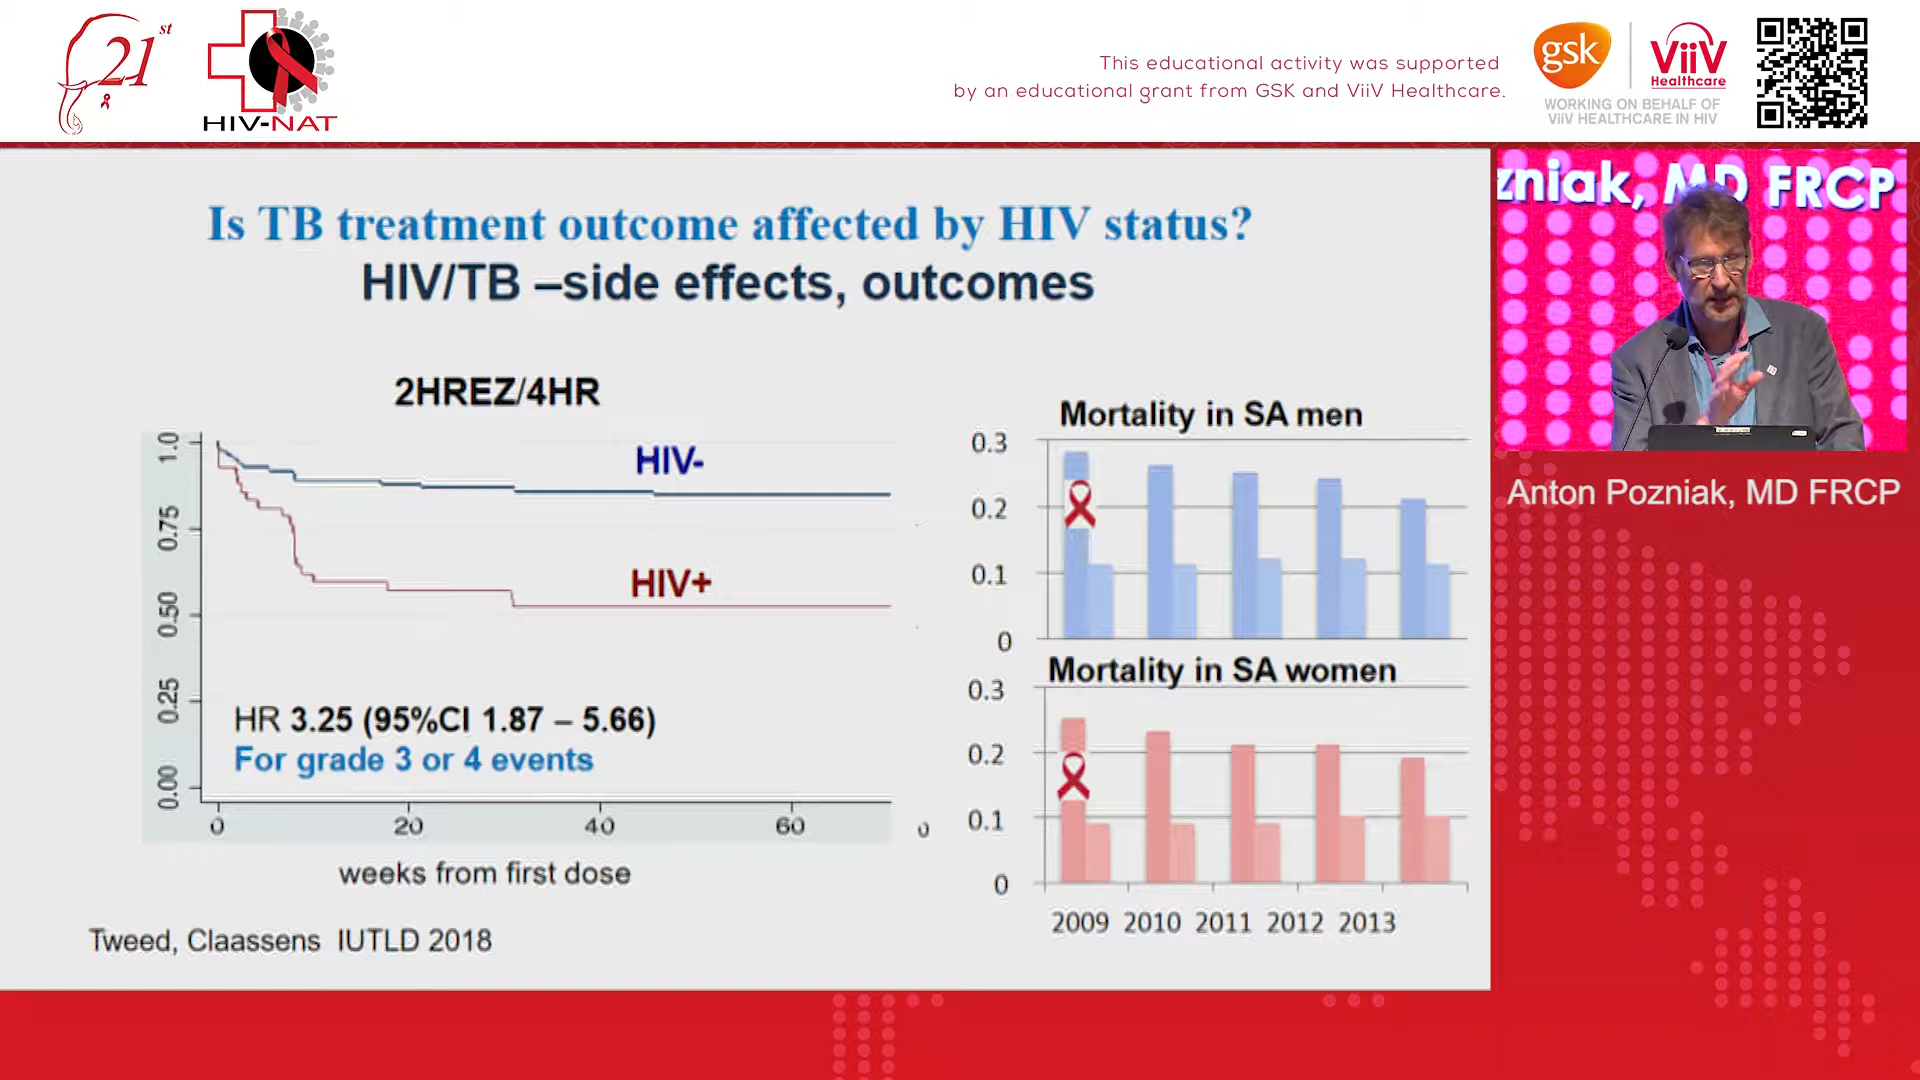 21st
HIV-NAT
This educational activity was supported
by an educational grant from GSK and ViiV Healthcare.
gsk
ViiV
Healthcare
WORKING ON BEHALF OF
ViiV HEALTHCARE IN HIV
zniak, MD FRCP
Anton Pozniak, MD FRCP
Is TB treatment outcome affected by HIV status?
HIV/TB –side effects, outcomes
2HREZ/4HR
1.0
0.75
0.50
0.25
0.00
HIV-
HIV+
HR 3.25 (95%CI 1.87 – 5.66)
For grade 3 or 4 events
0 20 40 60 0
weeks from first dose
Tweed, Claassens IUTLD 2018
Mortality in SA men
0.3
0.2
0.1
0
Mortality in SA women
0.3
0.2
0.1
0
2009 2010 2011 2012 2013